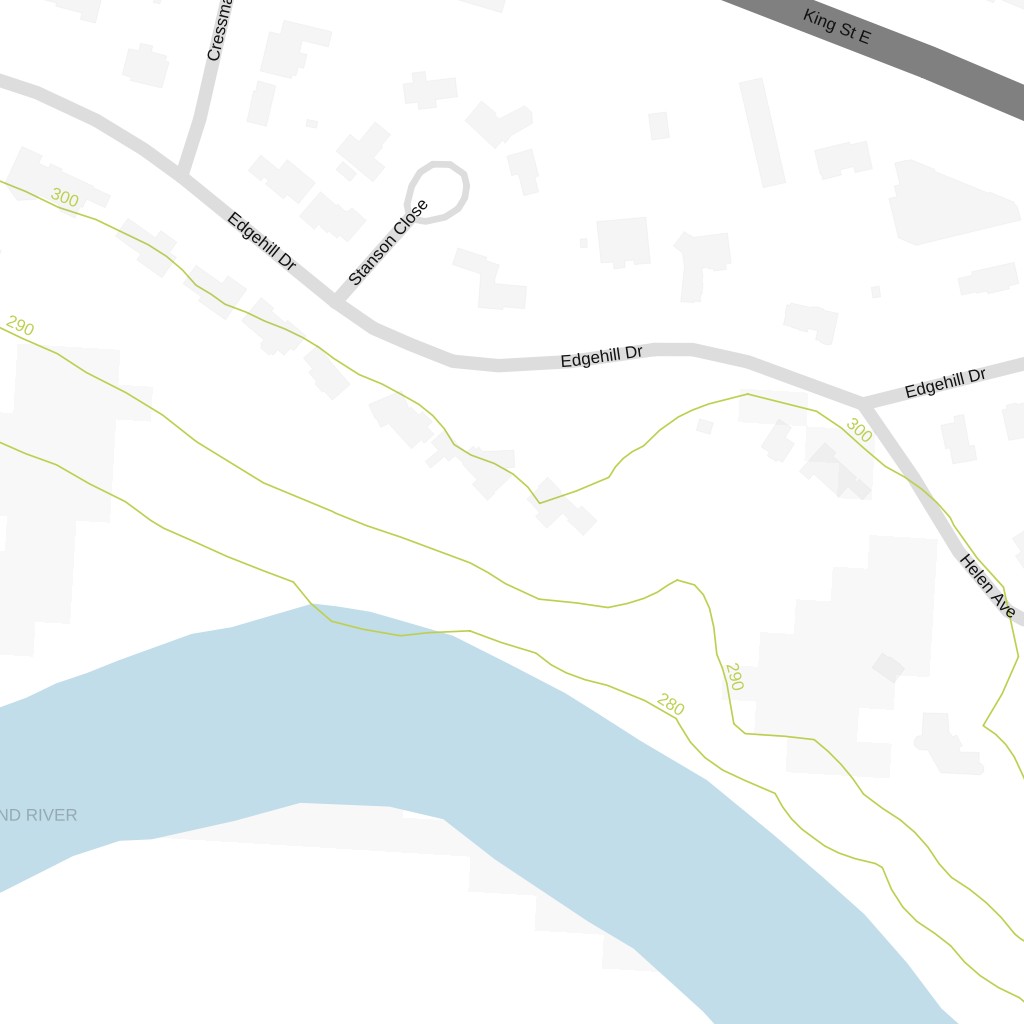 King St E
Cressma
300
Edgehill Dr
Stanson Close
290
Edgehill Dr
Edgehill Dr
300
Helen Ave
290
280
ND RIVER